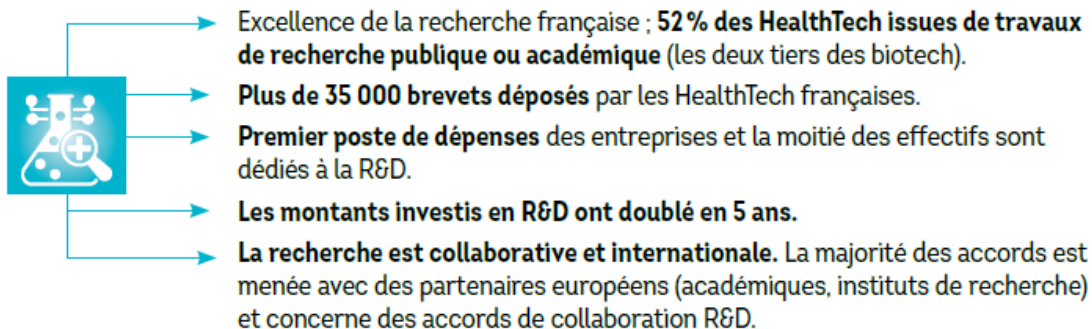 Excellence de la recherche française ; 52 % des HealthTech issues de travaux
de recherche publique ou académique (les deux tiers des biotech).
Plus de 35 000 brevets déposés par les HealthTech françaises.
Premier poste de dépenses des entreprises et la moitié des effectifs sont
dédiés à la R&D.
Les montants investis en R&D ont doublé en 5 ans.
La recherche est collaborative et internationale. La majorité des accords est
menée avec des partenaires européens (académiques, instituts de recherche)
et concerne des accords de collaboration R&D.